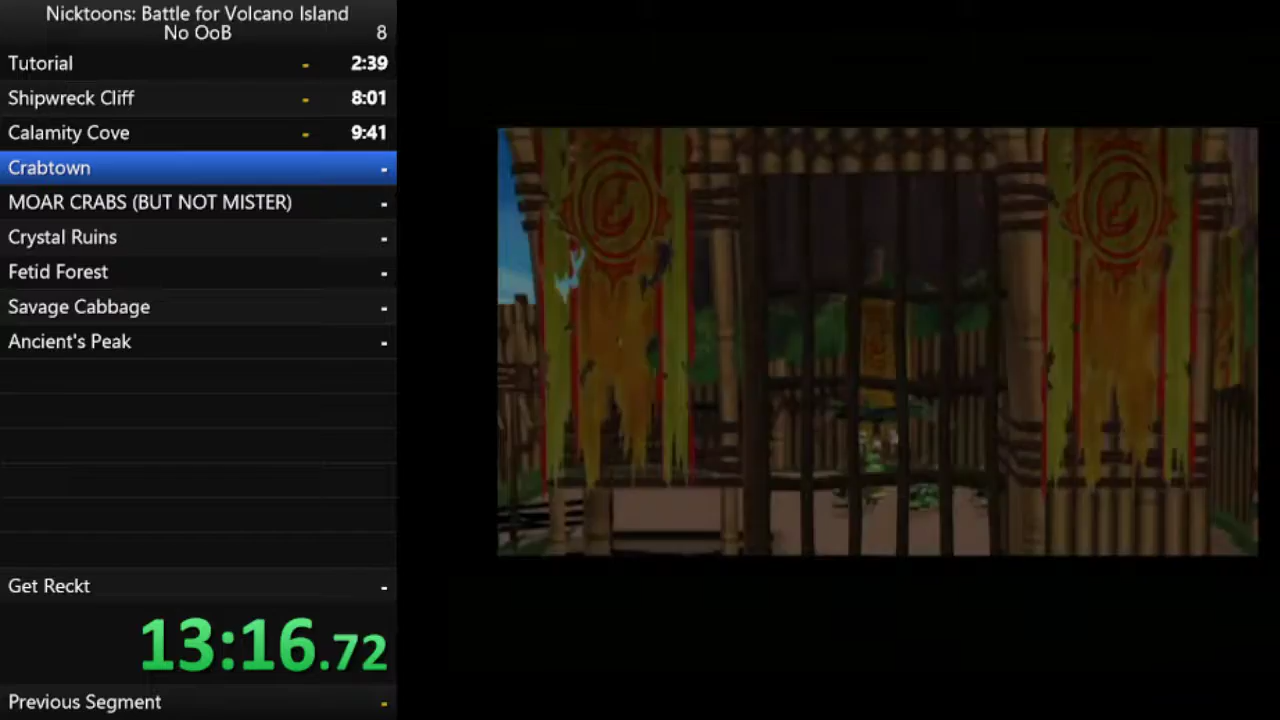 Nicktoons: Battle for Volcano Island
No OoB 8
Tutorial - 2:39
Shipwreck Cliff - 8:01
Calamity Cove - 9:41
Crabtown -
MOAR CRABS (BUT NOT MISTER) -
Crystal Ruins -
Fetid Forest -
Savage Cabbage -
Ancient's Peak -
Get Reckt -
13:16.72
Previous Segment -